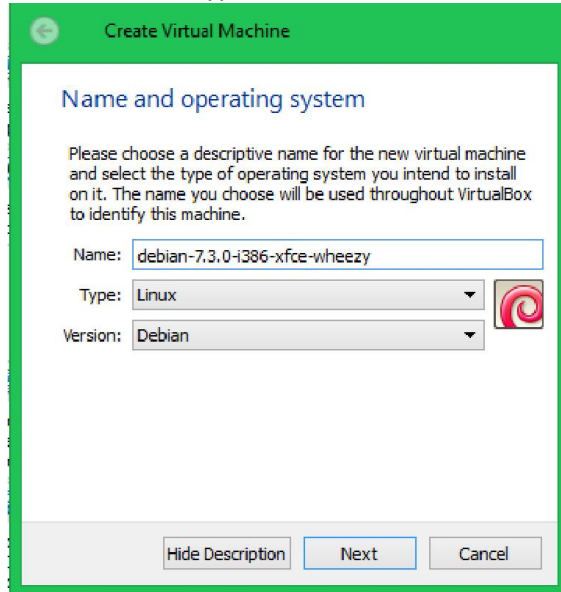 Create Virtual Machine
Name and operating system
Please choose a descriptive name for the new virtual machine
and select the type of operating system you intend to install
on it. The name you choose will be used throughout VirtualBox
to identify this machine.
Name: debian-7.3.0-i386-xfce-wheezy
Type: Linux
Version: Debian
Hide Description Next Cancel